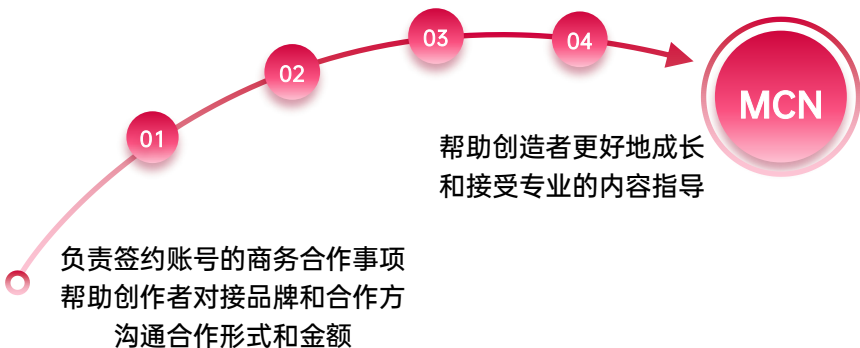 01
02
03
04
MCN
帮助创造者更好地成长
和接受专业的内容指导
负责签约账号的商务合作事项
帮助创作者对接品牌和合作方
沟通合作形式和金额